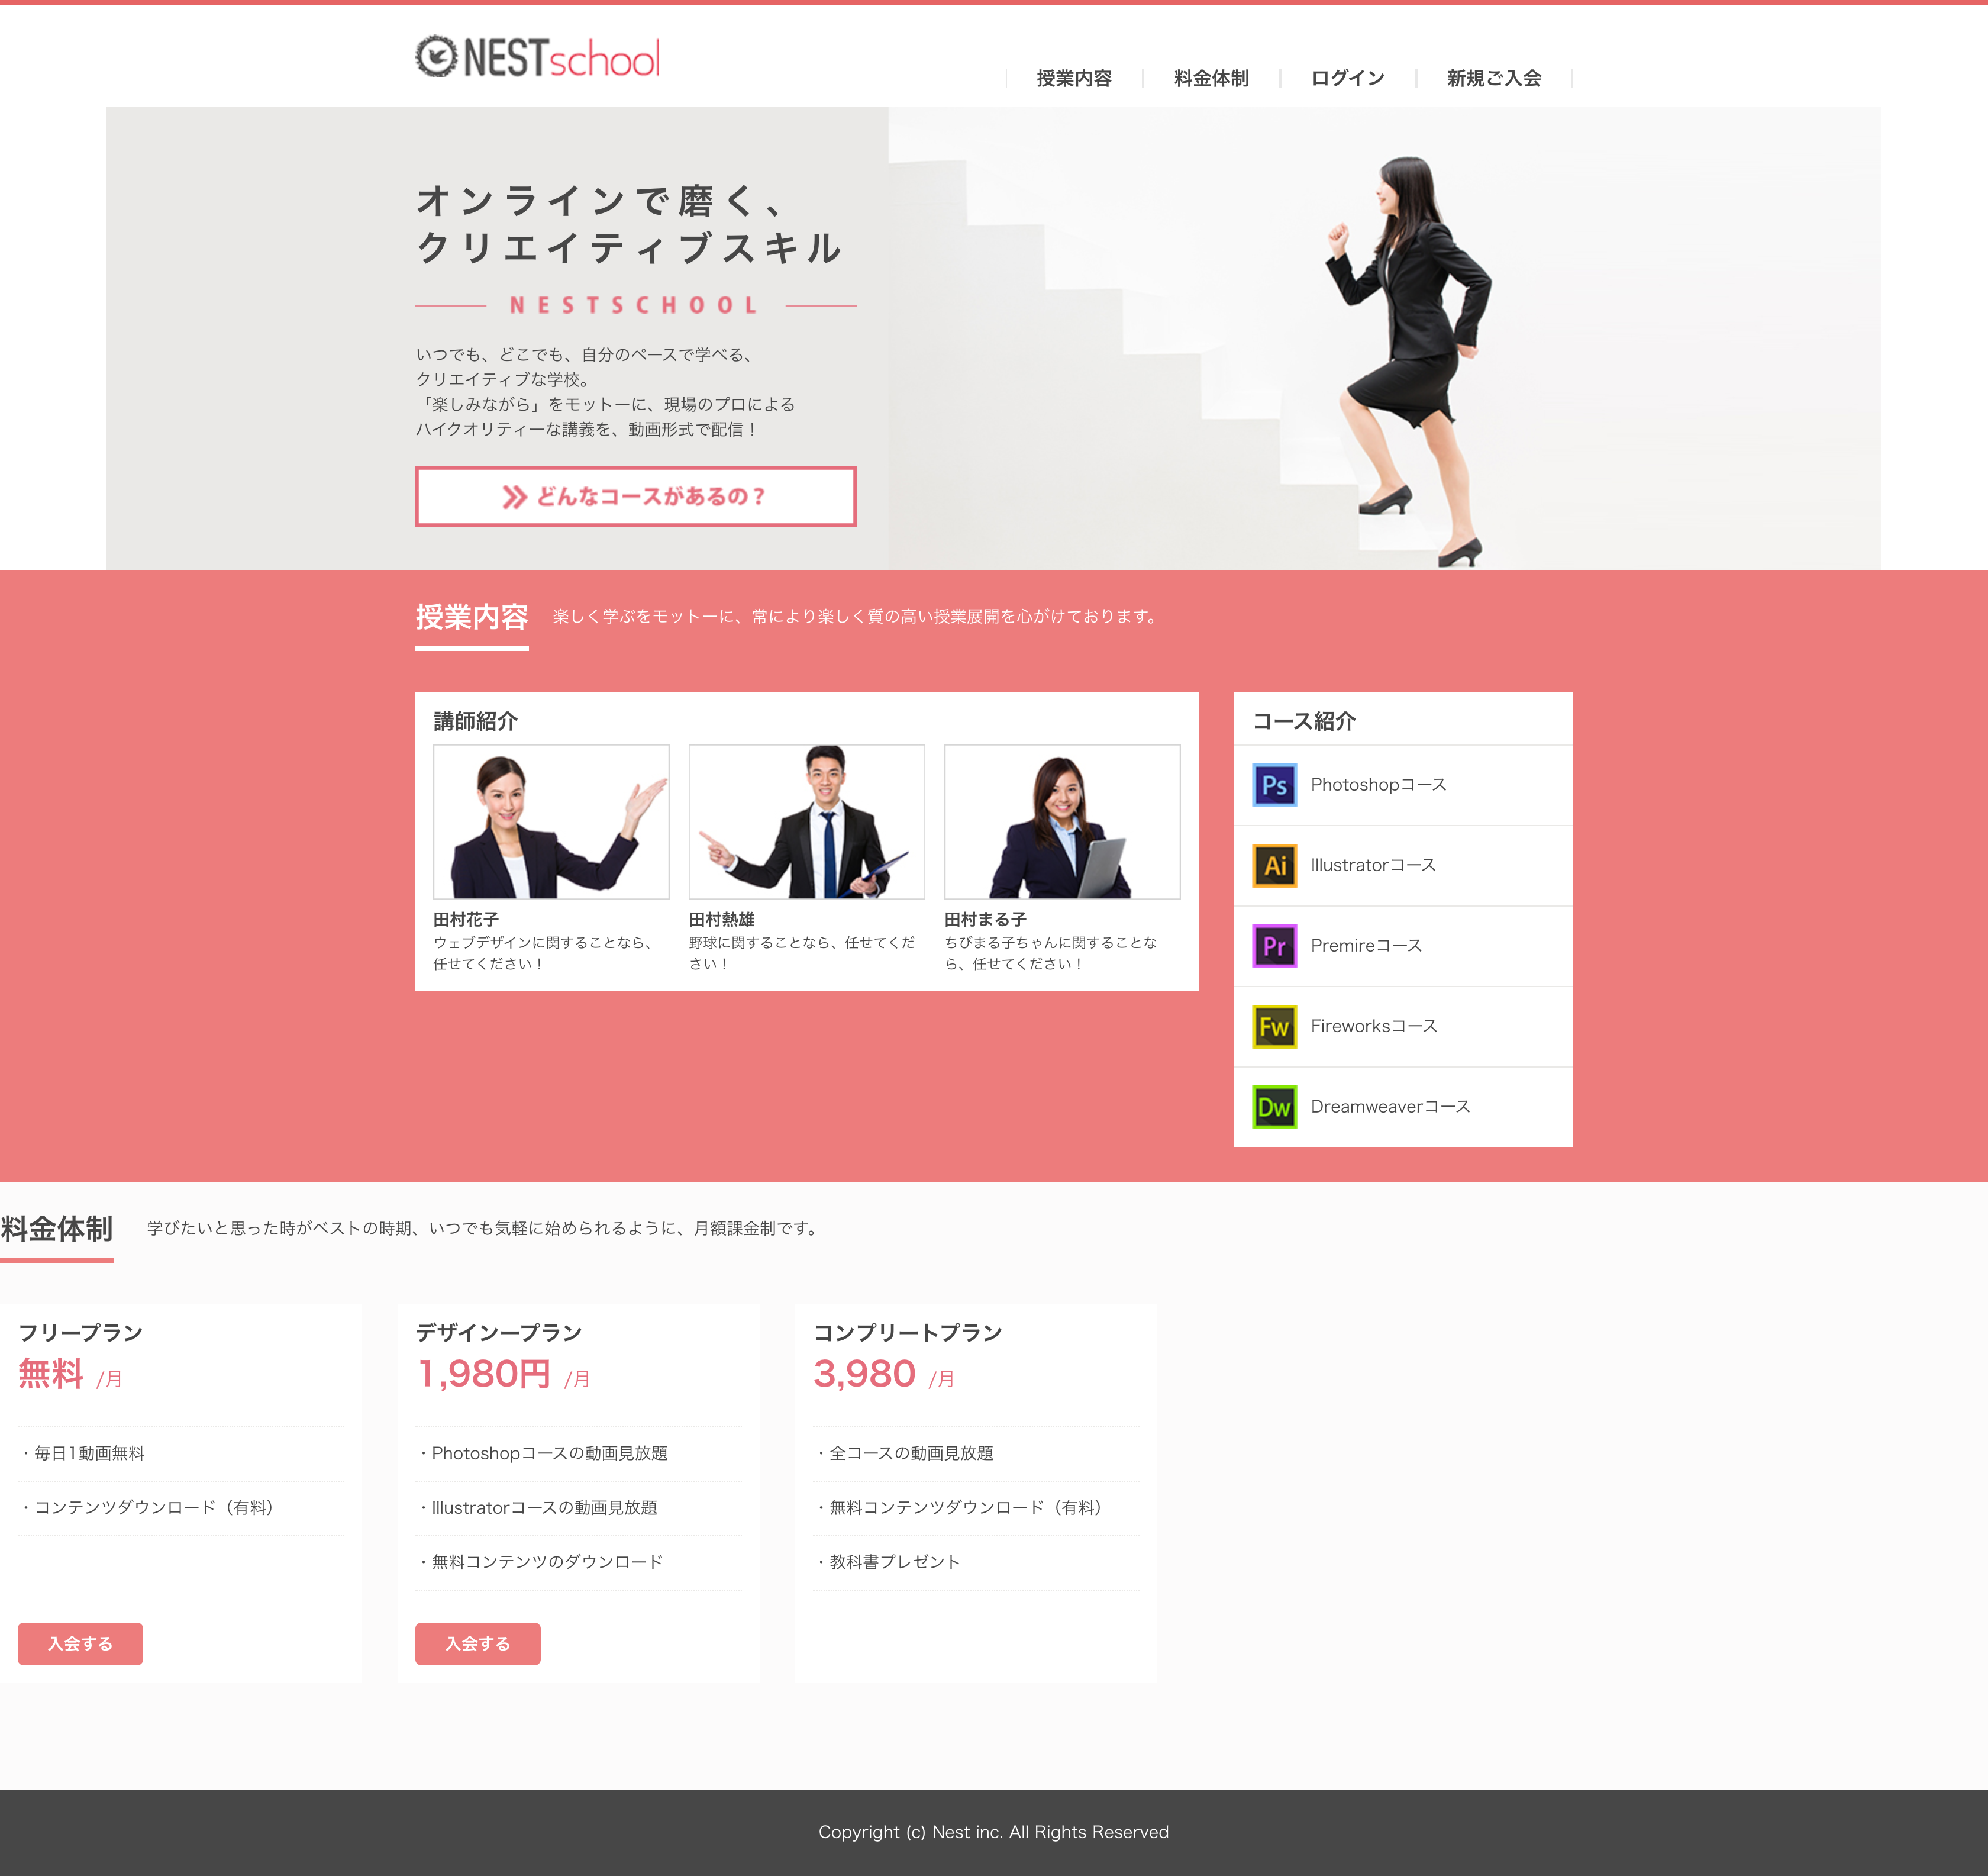 NESTschool
授業内容
料金体制
ログイン
新規ご入会
オンラインで磨く、
クリエイティブスキル
NESTSCHOOL
いつでも、どこでも、自分のペースで学べる、
クリエイティブな学校。
「楽しみながら」をモットーに、現場のプロによる
ハイクオリティーな講義を、動画形式で配信！
どんなコースがあるの？
授業内容
楽しく学ぶをモットーに、常により楽しく質の高い授業展開を心がけております。
講師紹介
田村花子
ウェブデザインに関することなら、
任せてください！
田村熱雄
野球に関することなら、任せてくだ
さい！
田村まる子
ちびまる子ちゃんに関することな
ら、任せてください！
コース紹介
Ps Photoshopコース
Ai Illustratorコース
Pr Premireコース
Fw Fireworksコース
Dw Dreamweaverコース
料金体制
学びたいと思った時がベストの時期、いつでも気軽に始められるように、月額課金制です。
フリープラン
無料 /月
・毎日1動画無料
・コンテンツダウンロード（有料）
入会する
デザインープラン
1,980円 /月
・Photoshopコースの動画見放題
・Illustratorコースの動画見放題
・無料コンテンツのダウンロード
入会する
コンプリートプラン
3,980 /月
・全コースの動画見放題
・無料コンテンツダウンロード（有料）
・教科書プレゼント
Copyright (c) Nest inc. All Rights Reserved